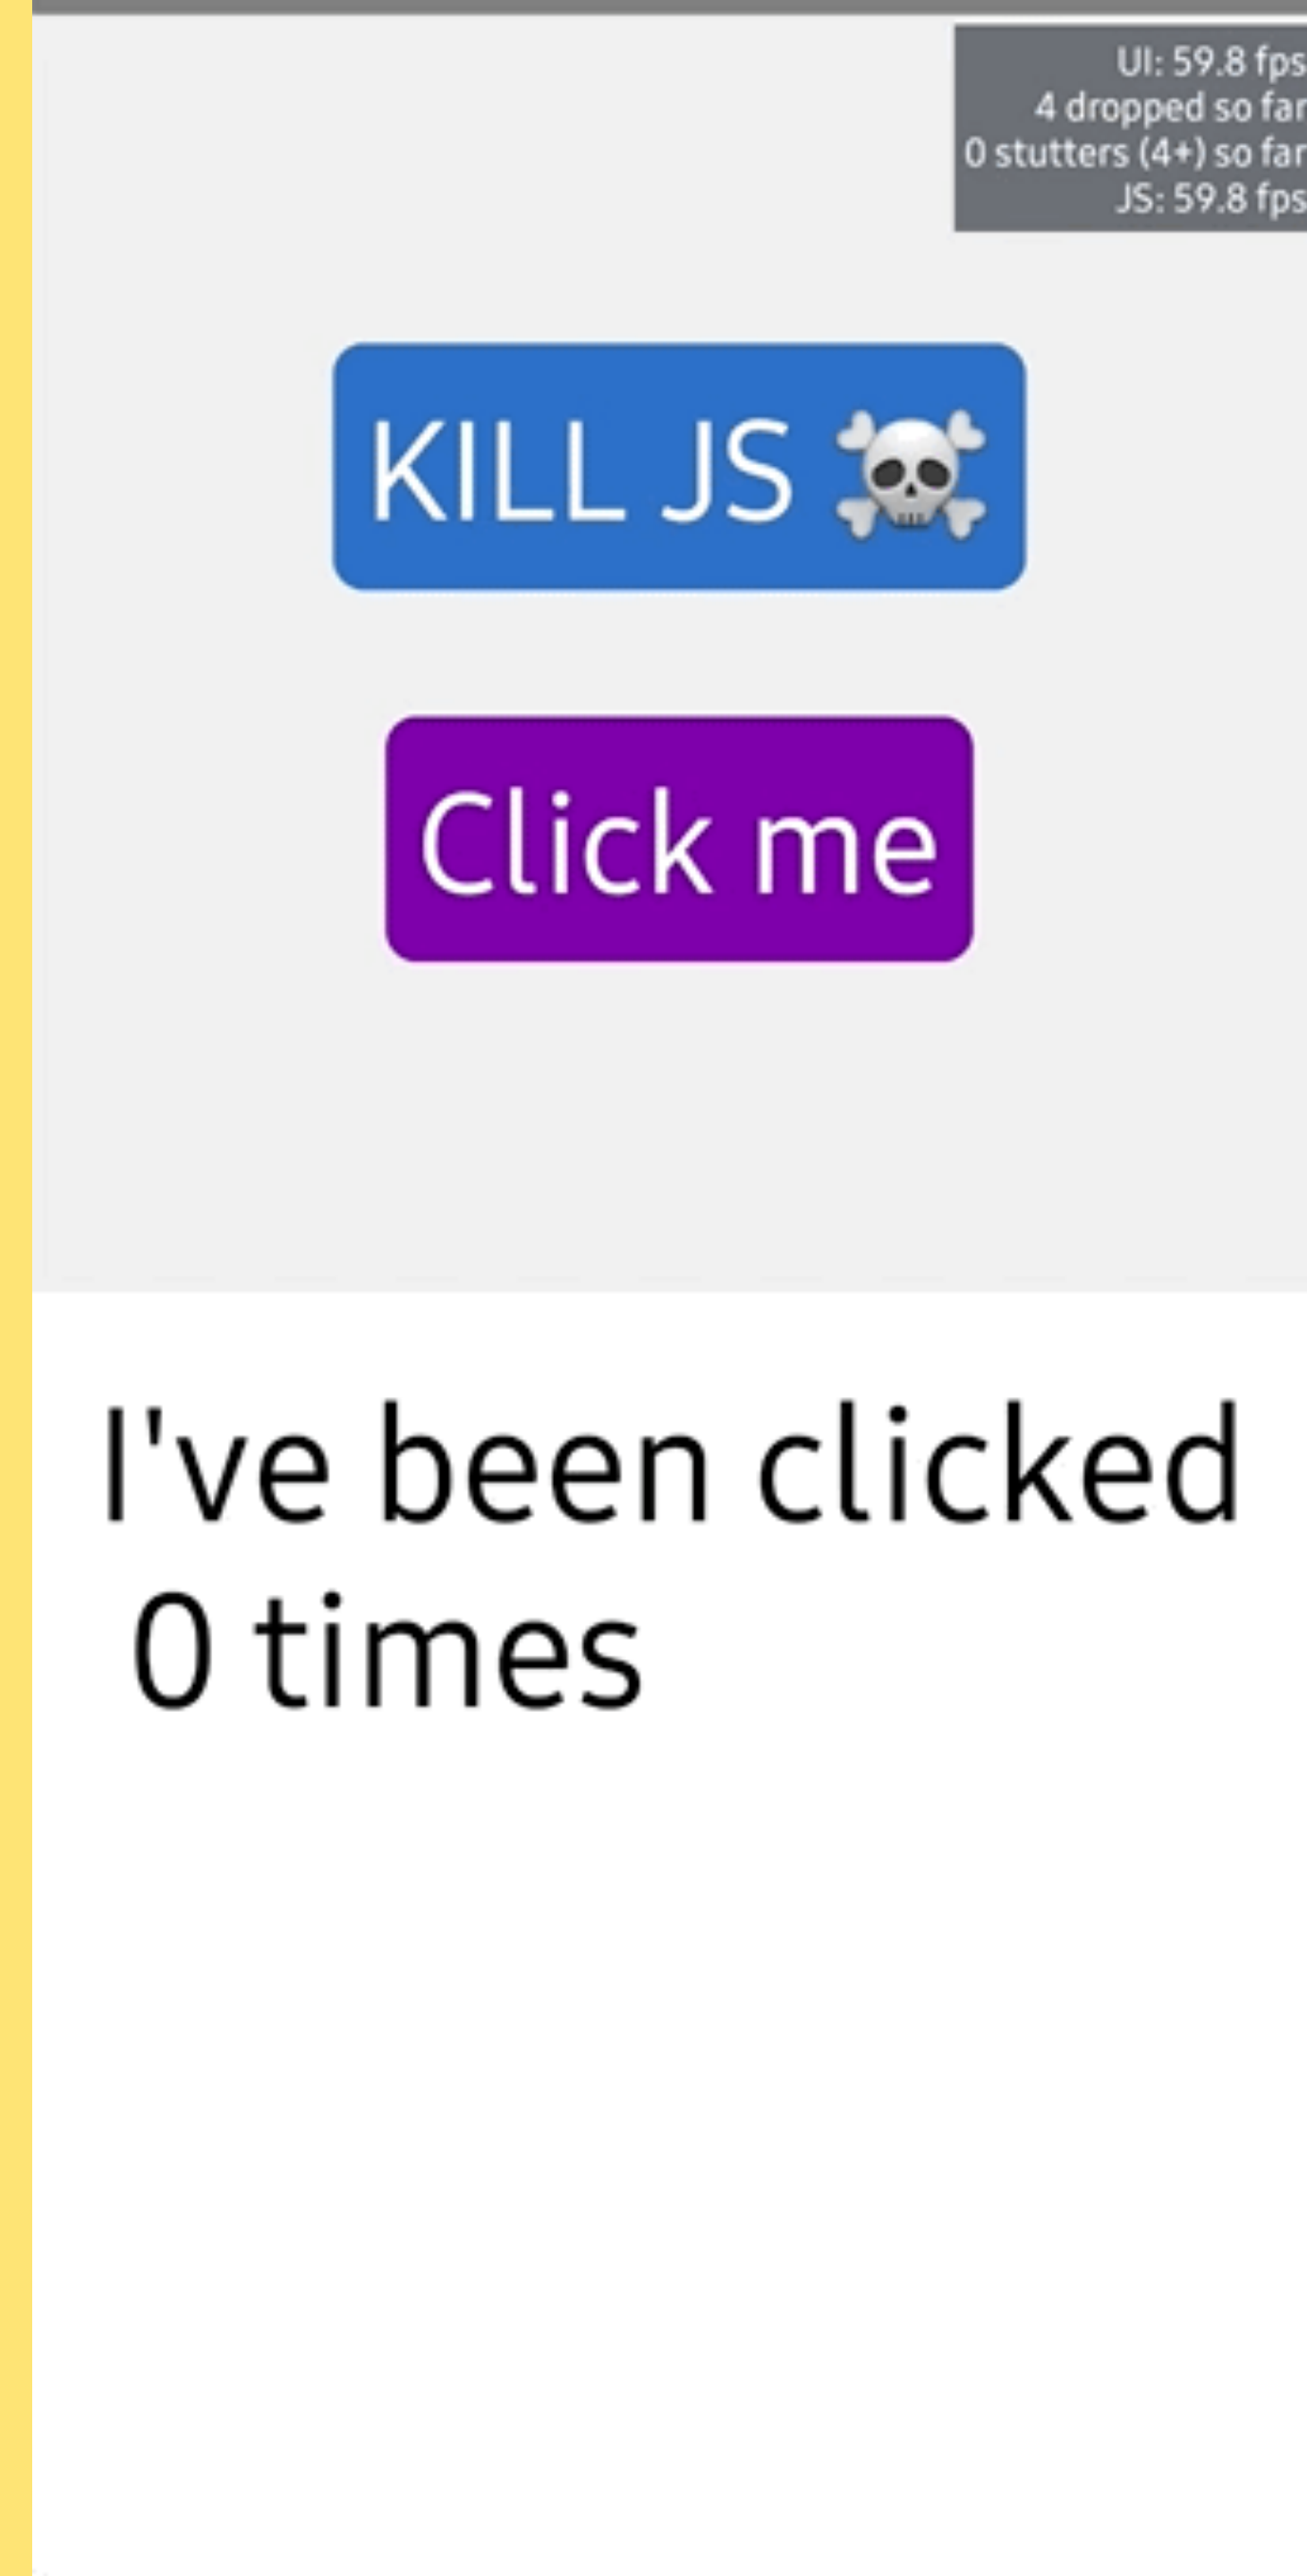 UI: 59.8 fps
4 dropped so far
0 stutters (4+) so far
JS: 59.8 fps
KILL JS ☠️
Click me
I've been clicked
0 times